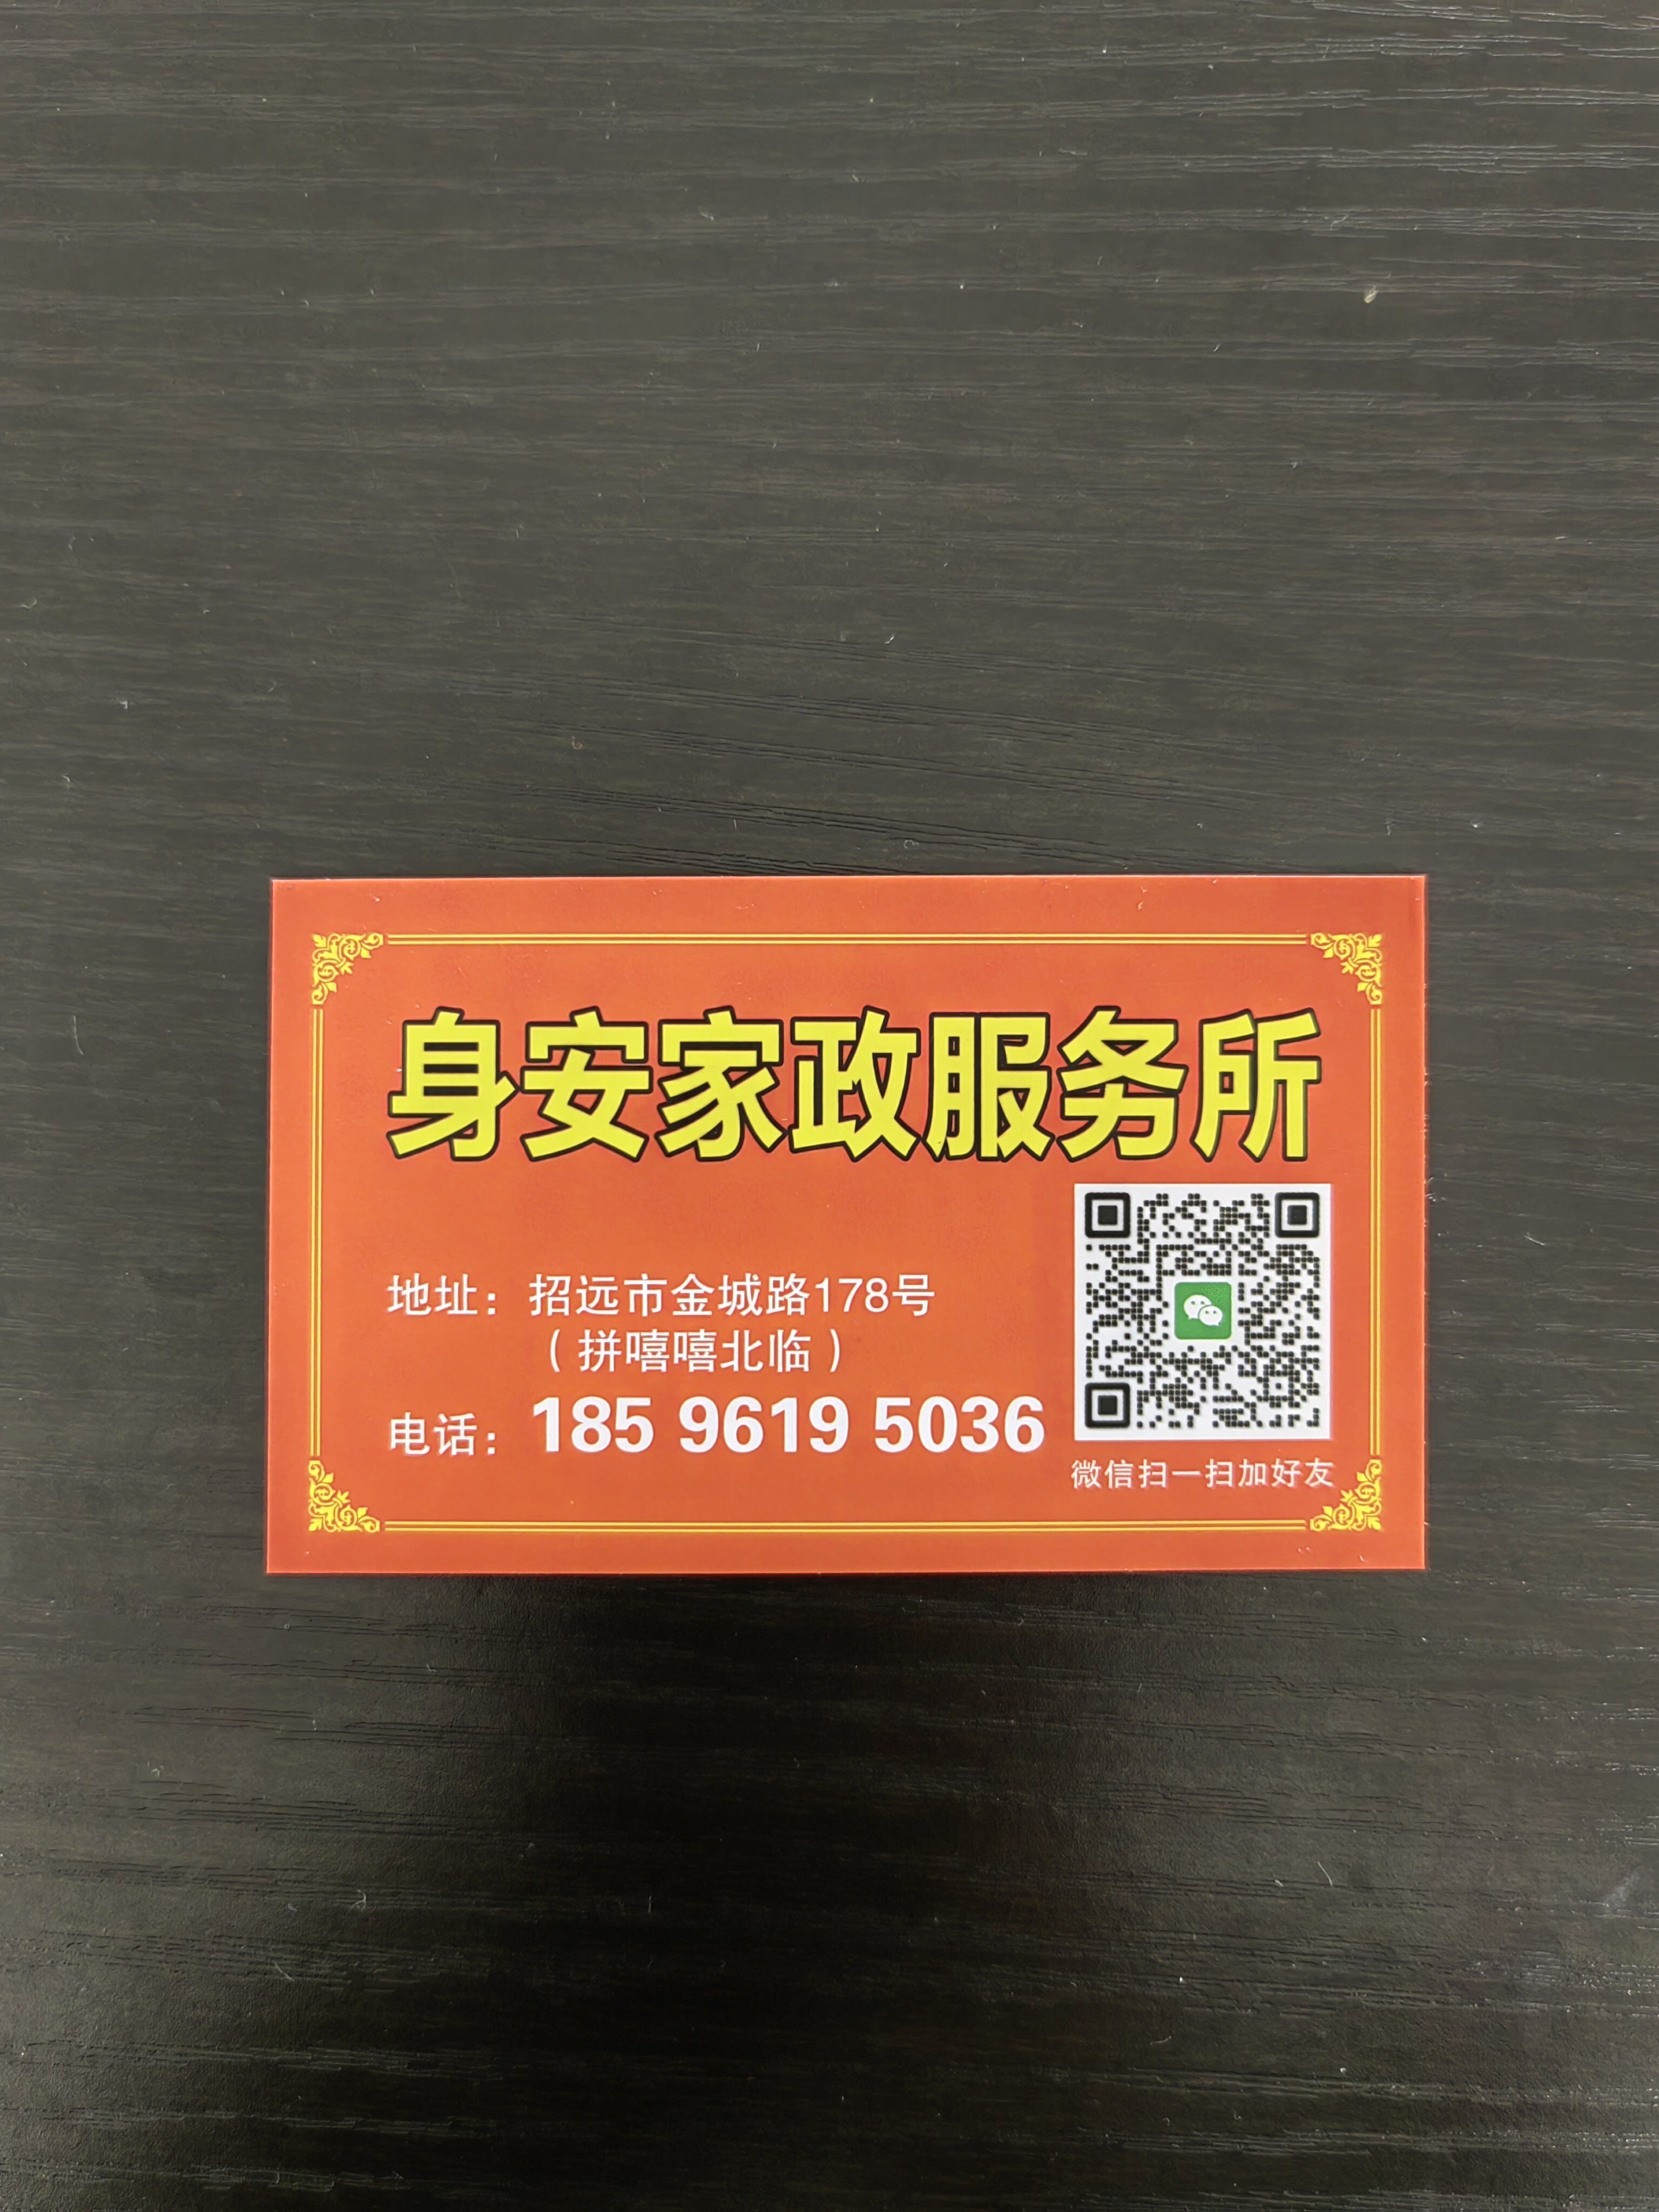 身安家政服务所
地址：招远市金城路178号
（拼嘻嘻北临）
电话：185 9619 5036
微信扫一扫加好友